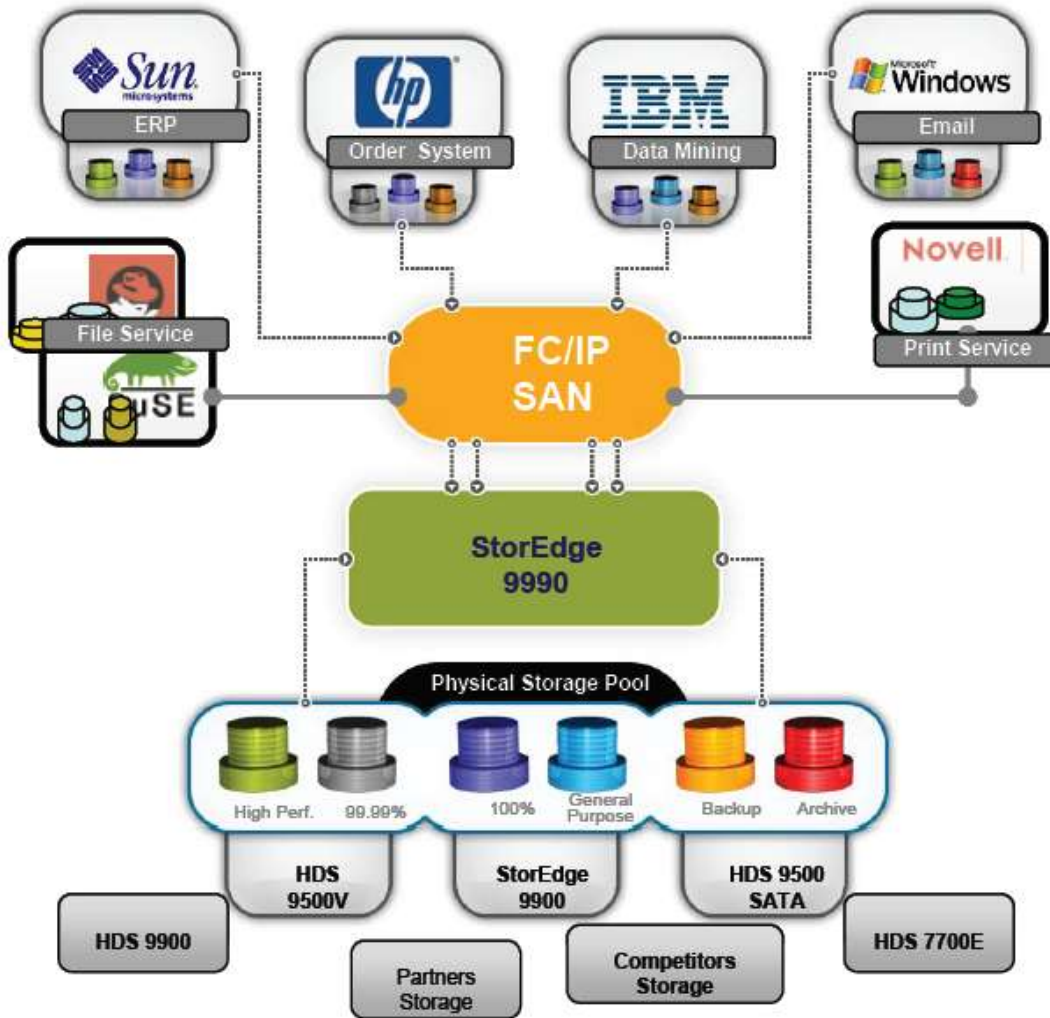 Sun
microsystems
ERP
hp
Order System
IBM
Data Mining
Microsoft
Windows
Email
File Service
uSE
Novell
Print Service
FC/IP
SAN
StorEdge
9990
Physical Storage Pool
High Perf.
99.99%
100%
General
Purpose
Backup
Archive
HDS
9500V
StorEdge
9900
HDS 9500
SATA
HDS 9900
Partners
Storage
Competitors
Storage
HDS 7700E